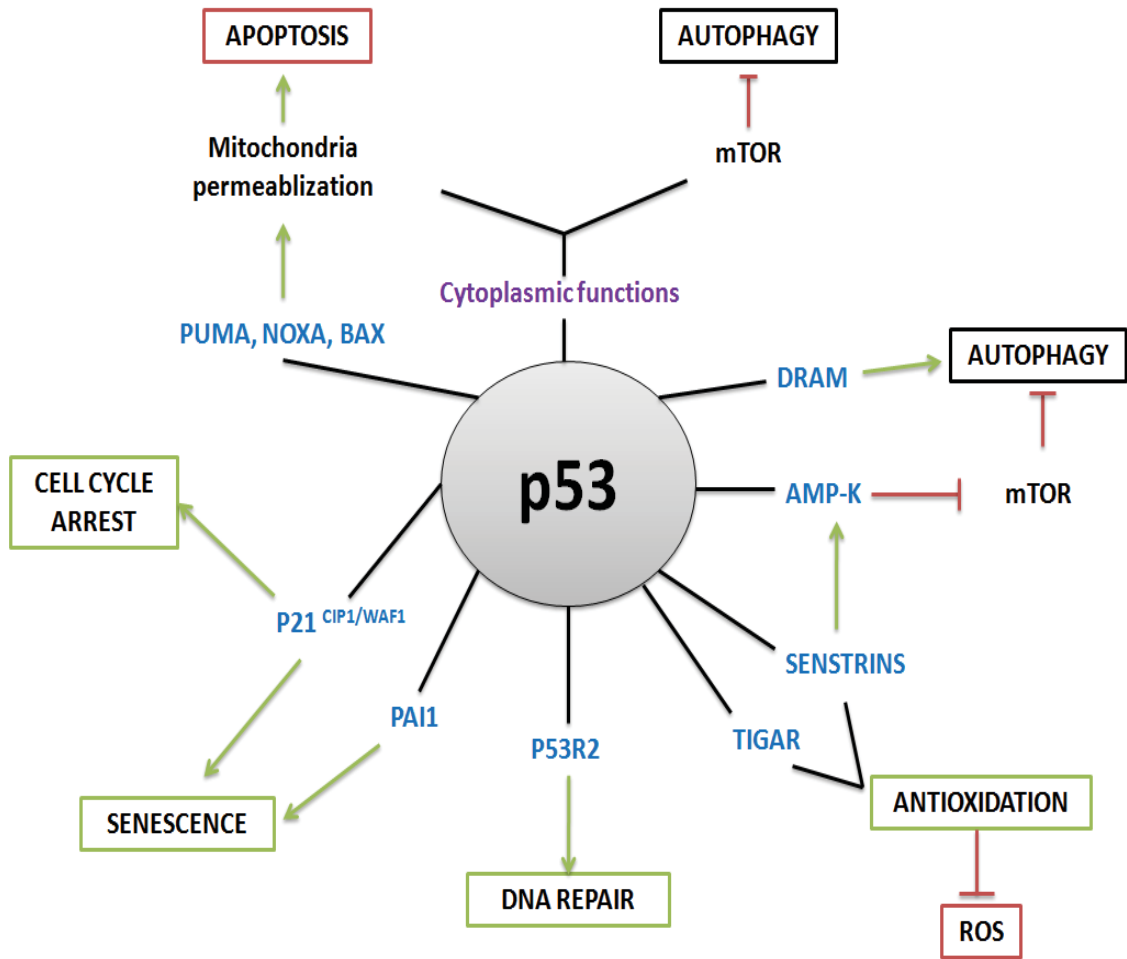 APOPTOSIS
AUTOPHAGY
Mitochondria
permeablization
mTOR
Cytoplasmic functions
PUMA, NOXA, BAX
DRAM
AUTOPHAGY
p53
CELL CYCLE
ARREST
AMP-K
mTOR
P21 CIP1/WAF1
SENSTRINS
PAI1
P53R2
TIGAR
SENESCENCE
ANTIOXIDATION
DNA REPAIR
ROS